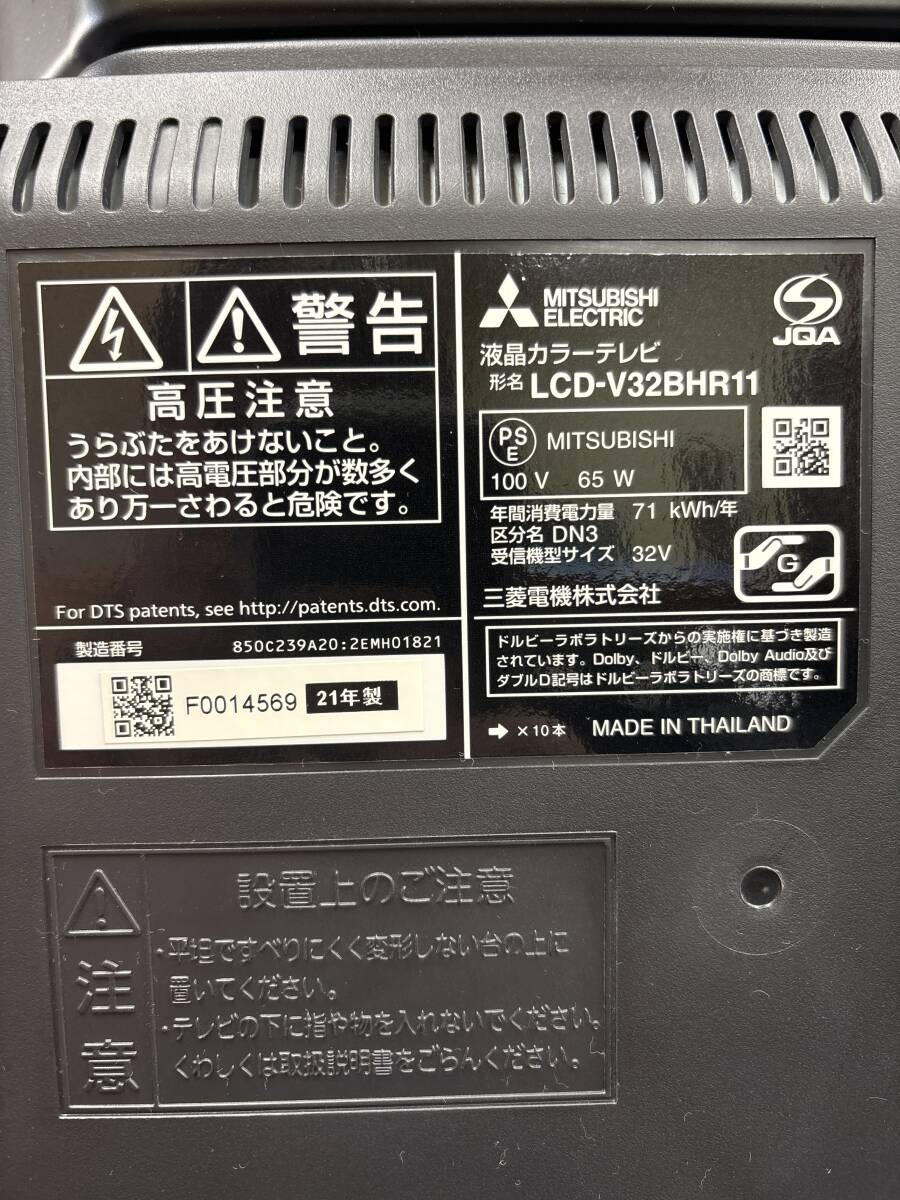 警告
高圧注意
うらぶたをあけないこと。
内部には高電圧部分が数多く
あり万一さわると危険です。
For DTS patents, see http://patents.dts.com.
製造番号 850C239A20:2EMH01821
F0014569 21年製
MITSUBISHI
ELECTRIC
JQA
液晶カラーテレビ
形名 LCD-V32BHR11
PS
E MITSUBISHI
100 V 65 W
年間消費電力量 71 kWh/年
区分名 DN3
受信機型サイズ 32V
G
三菱電機株式会社
ドルビーラボラトリーズからの実施権に基づき製造
されています。Dolby、ドルビー、Dolby Audio及び
ダブルD記号はドルビーラボラトリーズの商標です。
➡ ×10本 MADE IN THAILAND
注意
設置上のご注意
・平坦ですべりにくく変形しない台の上に
置いてください。
・テレビの下に指や物を入れないでください。
くわしくは取扱説明書をごらんください。